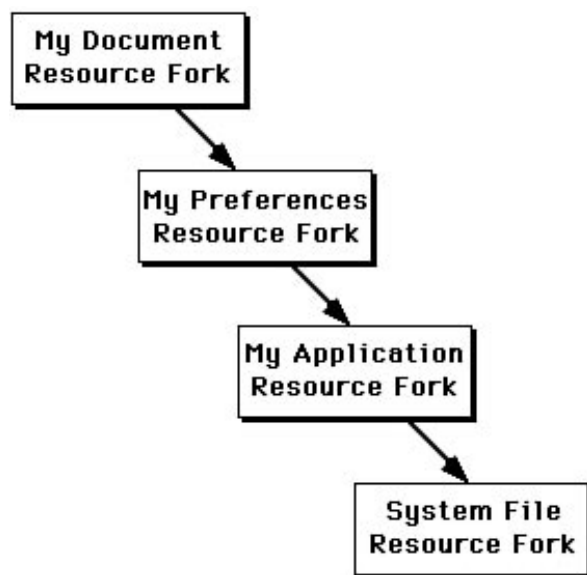 My Document
Resource Fork
My Preferences
Resource Fork
My Application
Resource Fork
System File
Resource Fork